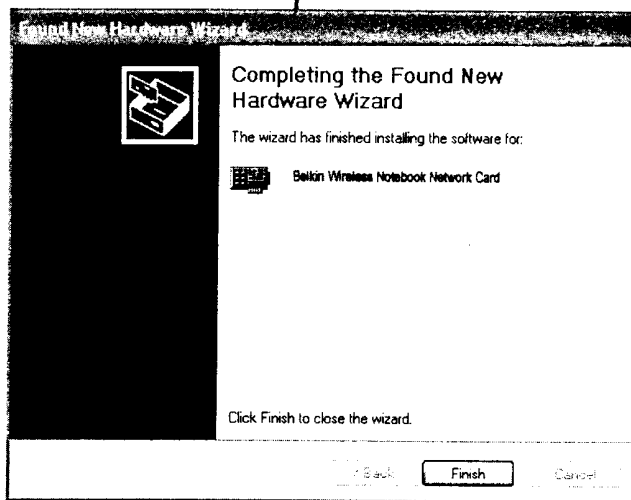 Found New Hardware Wizard
Completing the Found New
Hardware Wizard
The wizard has finished installing the software for:
Belkin Wireless Notebook Network Card
Click Finish to close the wizard.
< Back
Finish
Cancel